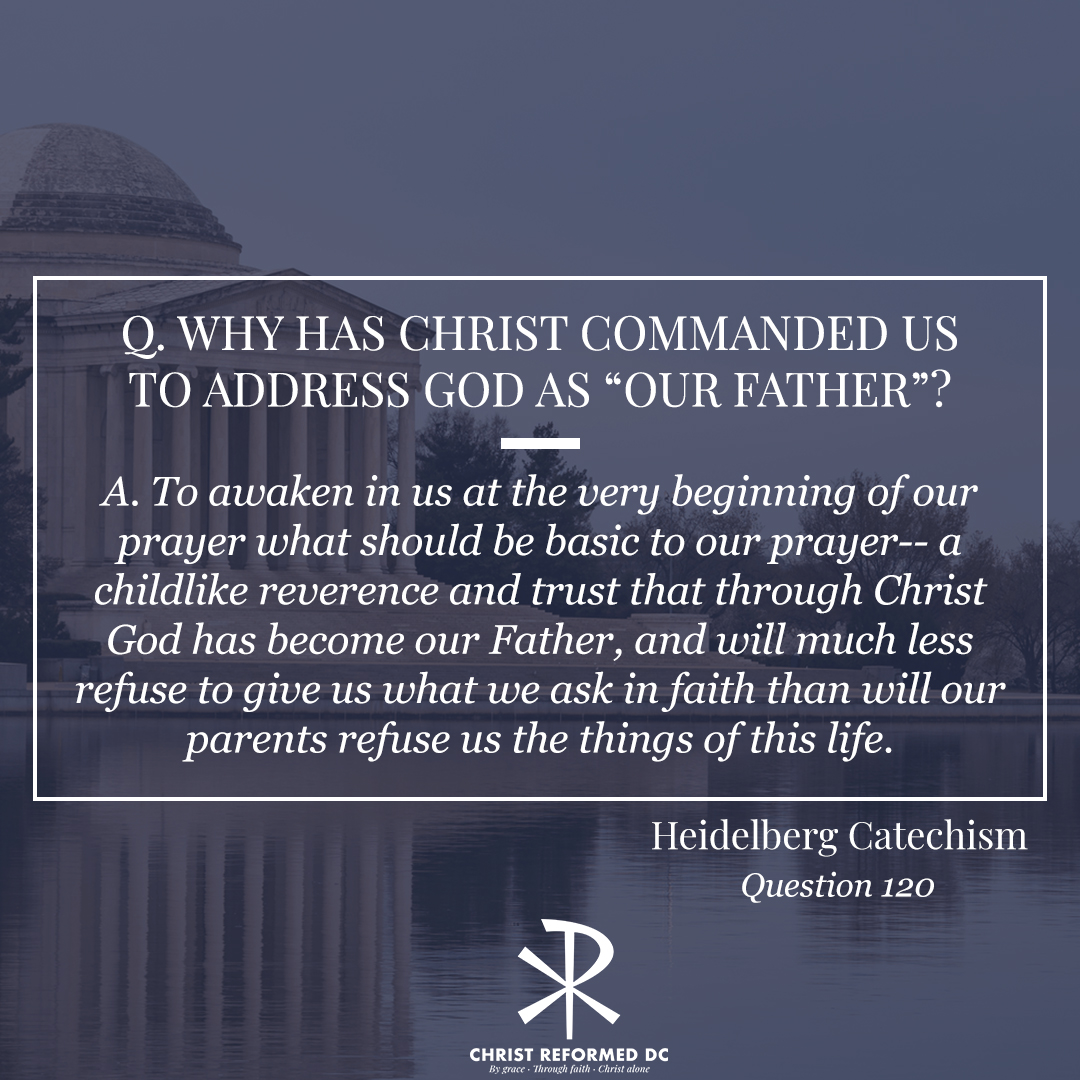 Q. WHY HAS CHRIST COMMANDED US
TO ADDRESS GOD AS “OUR FATHER”?
A. To awaken in us at the very beginning of our
prayer what should be basic to our prayer-- a
childlike reverence and trust that through Christ
God has become our Father, and will much less
refuse to give us what we ask in faith than will our
parents refuse us the things of this life.
Heidelberg Catechism
Question 120
CHRIST REFORMED DC
By grace · Through faith · Christ alone